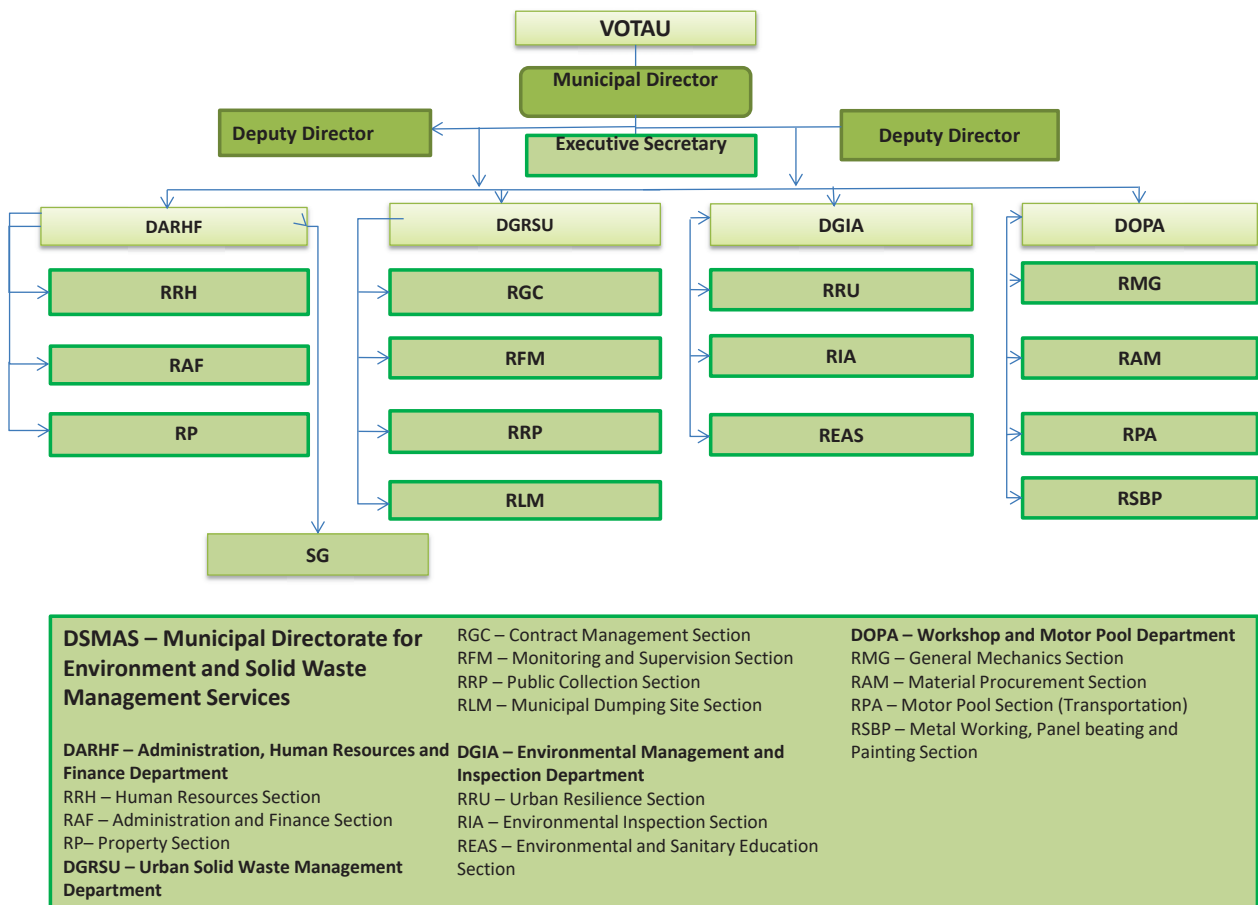 VOTAU
Municipal Director
Deputy Director
Executive Secretary
Deputy Director
DARHF
DGRSU
DGIA
DOPA
RRH
RGC
RRU
RMG
RAF
RFM
RIA
RAM
RP
RRP
REAS
RPA
RLM
RSBP
SG
DSMAS – Municipal Directorate for
Environment and Solid Waste
Management Services
DARHF – Administration, Human Resources and
Finance Department
RRH – Human Resources Section
RAF – Administration and Finance Section
RP– Property Section
DGRSU – Urban Solid Waste Management
Department
RGC – Contract Management Section
RFM – Monitoring and Supervision Section
RRP – Public Collection Section
RLM – Municipal Dumping Site Section
DGIA – Environmental Management and
Inspection Department
RRU – Urban Resilience Section
RIA – Environmental Inspection Section
REAS – Environmental and Sanitary Education
Section
DOPA – Workshop and Motor Pool Department
RMG – General Mechanics Section
RAM – Material Procurement Section
RPA – Motor Pool Section (Transportation)
RSBP – Metal Working, Panel beating and
Painting Section